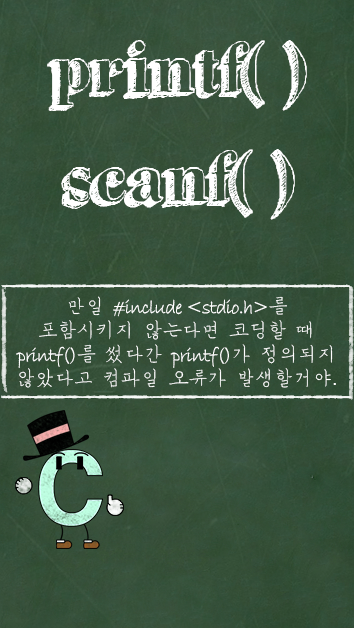 printf( )
scanf( )
만일 #include <stdio.h>를
포함시키지 않는다면 코딩할 때
printf()를 썼다간 printf()가 정의되지
않았다고 컴파일 오류가 발생할거야.
C